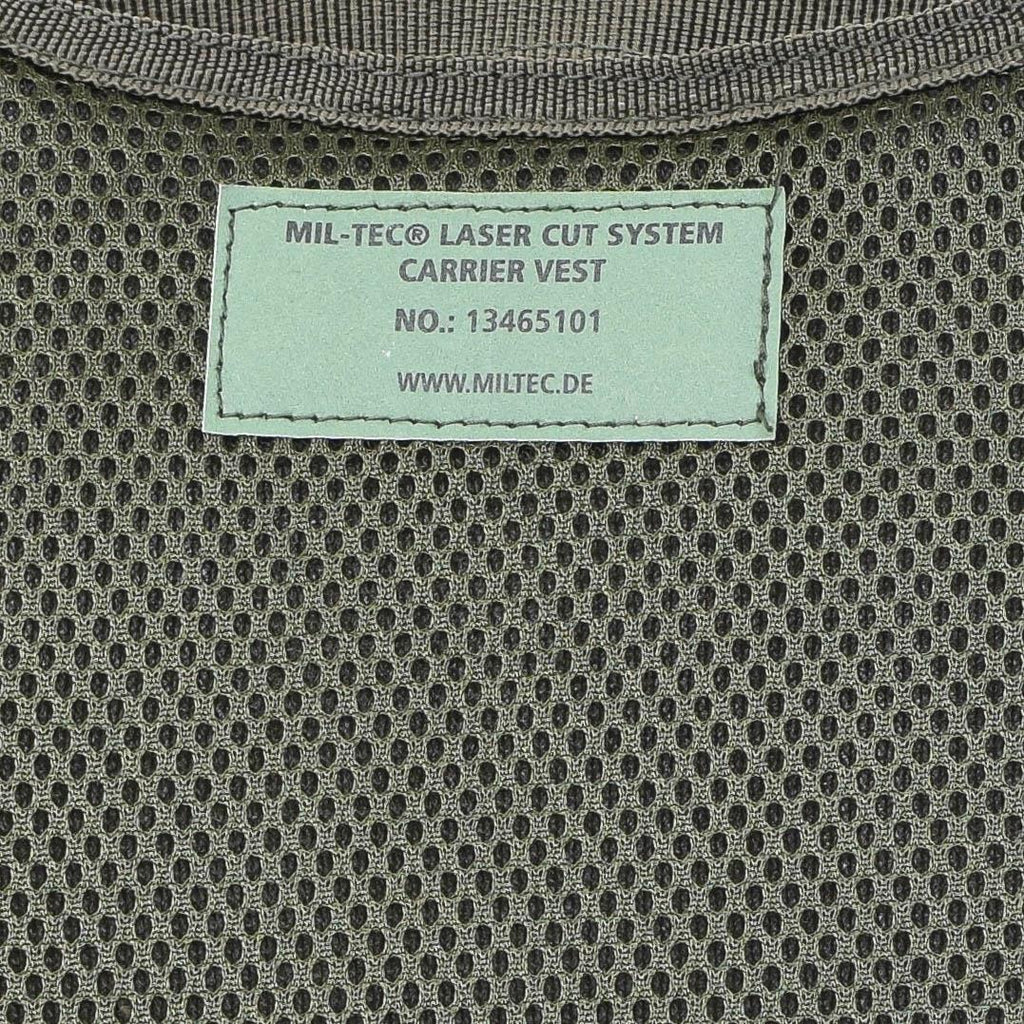 MIL-TEC® LASER CUT SYSTEM
CARRIER VEST
NO.: 13465101
WWW.MILTEC.DE